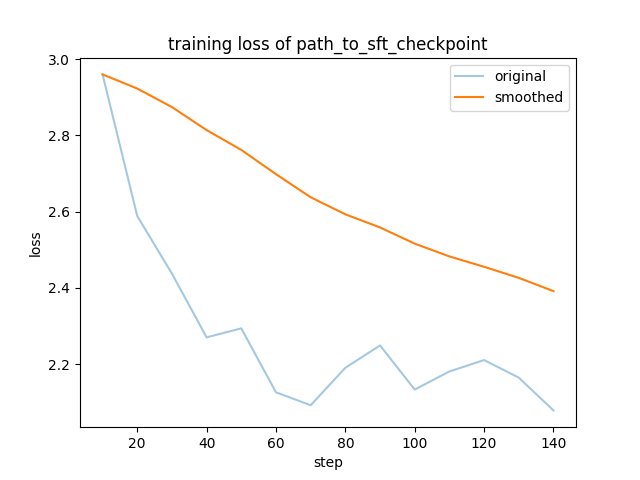 training loss of path_to_sft_checkpoint
3.0
2.8
2.6
2.4
2.2
loss
original
smoothed
20 40 60 80 100 120 140
step